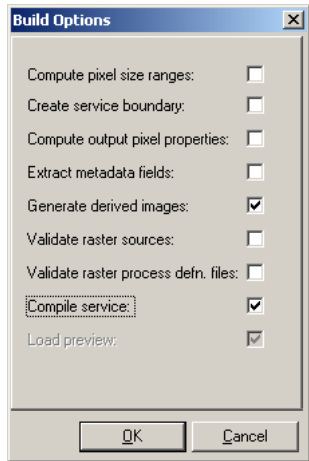 Build Options
Compute pixel size ranges:
Create service boundary:
Compute output pixel properties:
Extract metadata fields:
Generate derived images:
Validate raster sources:
Validate raster process defn. files:
Compile service:
Load preview:
OK Cancel